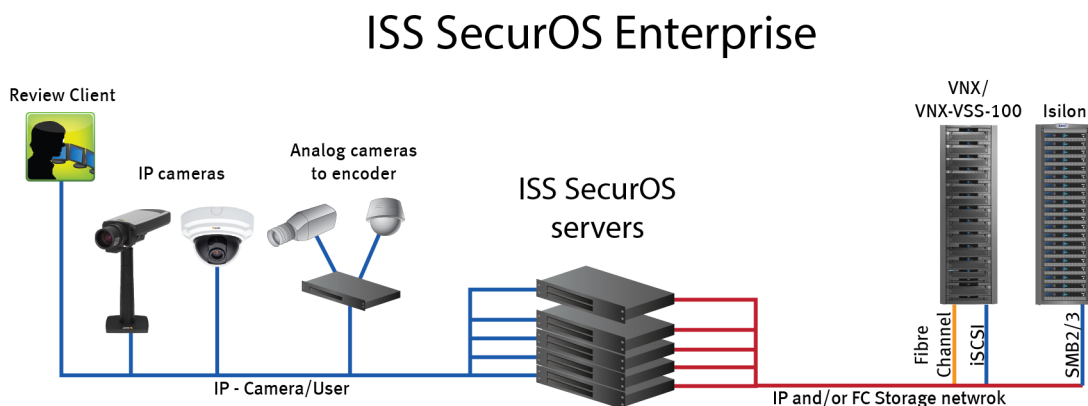 ISS SecurOS Enterprise
Review Client
IP cameras
Analog cameras
to encoder
ISS SecurOS
servers
VNX/
VNX-VSS-100
Isilon
Fibre
Channel
iSCSI
SMB2/3
IP - Camera/User
IP and/or FC Storage netwrok